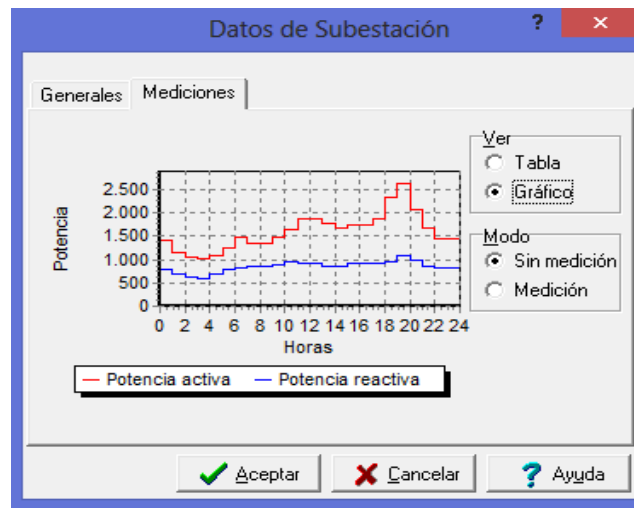 Datos de Subestación
?
×
Generales
Mediciones
Ver
Tabla
Gráfico
Modo
Sin medición
Medición
Potencia
2.500
2.000
1.500
1.000
500
0
0 2 4 6 8 10 12 14 16 18 20 22 24
Horas
Potencia activa
Potencia reactiva
Aceptar
Cancelar
? Ayuda